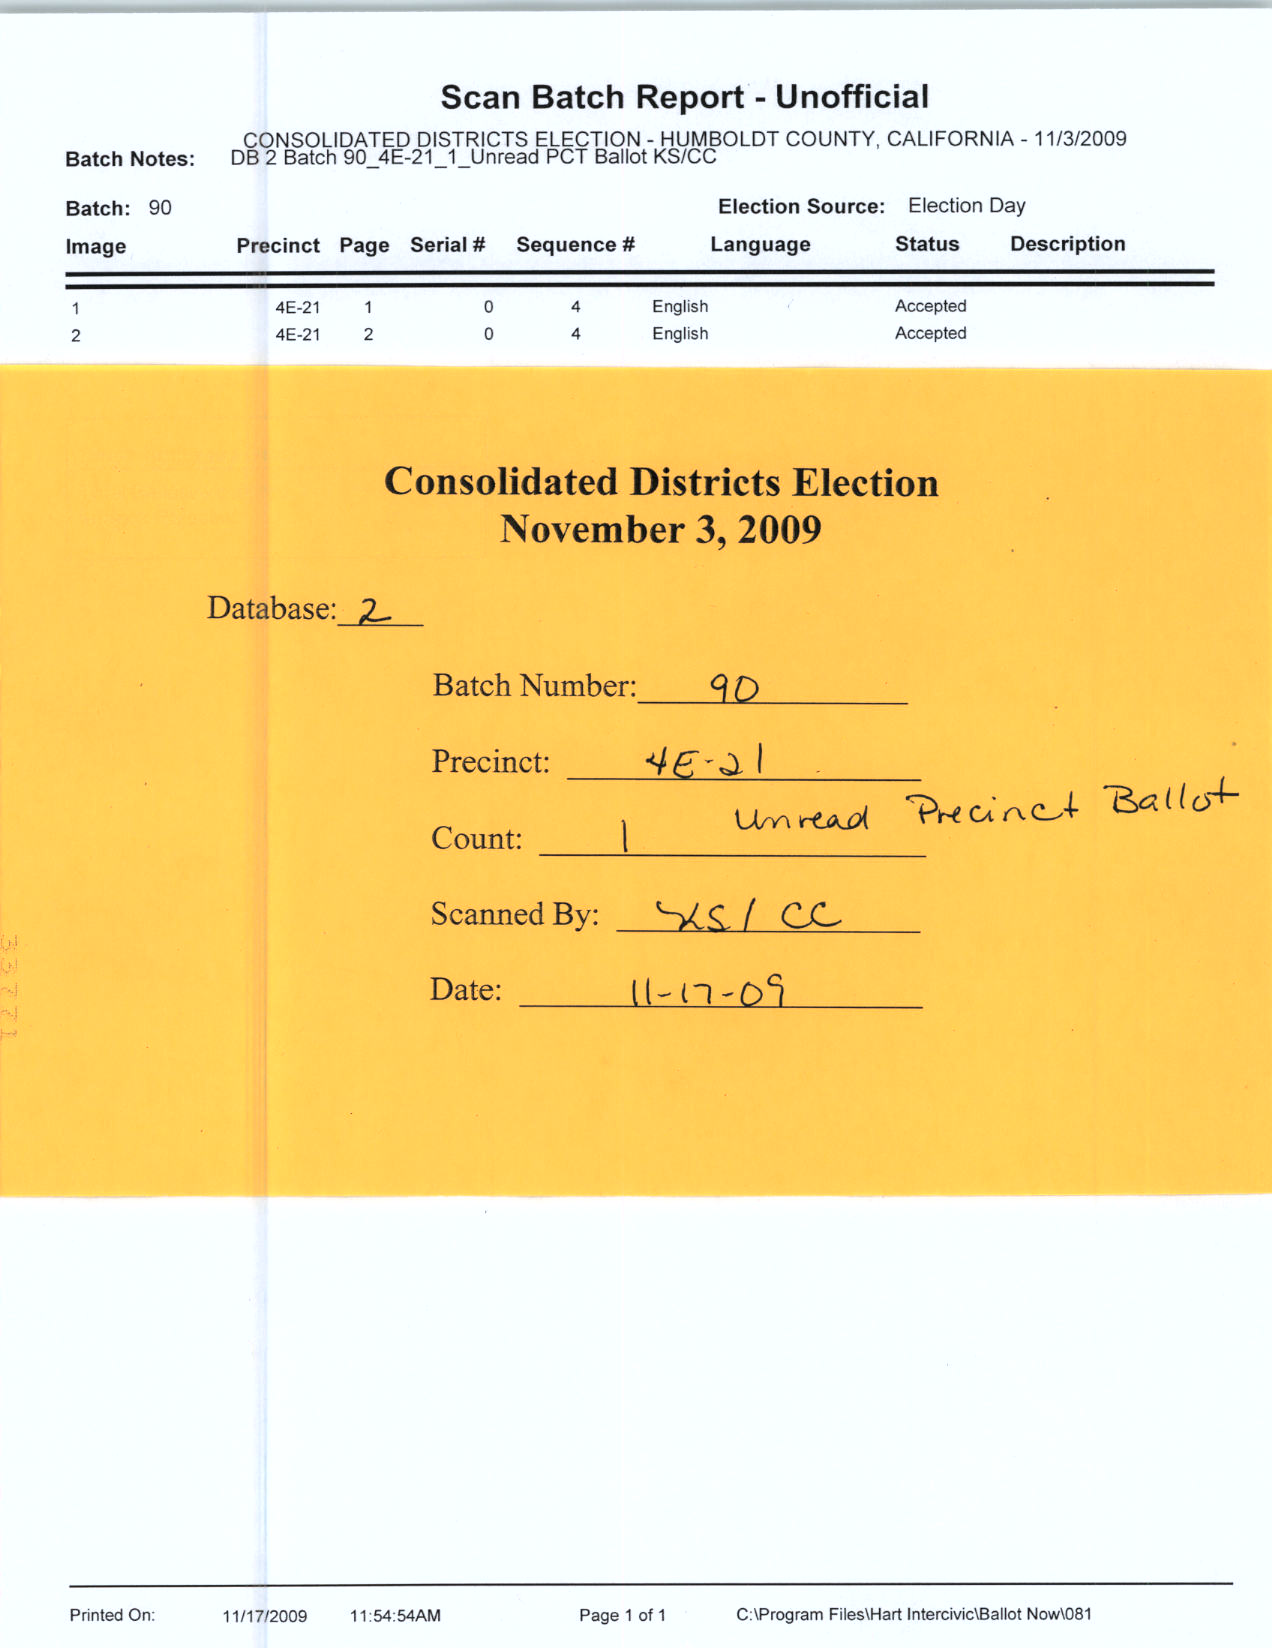 Scan Batch Report - Unofficial
CONSOLIDATED DISTRICTS ELECTION - HUMBOLDT COUNTY, CALIFORNIA - 11/3/2009
Batch Notes: DB 2 Batch 90_4E-21_1_Unread PCT Ballot KS/CC
Batch: 90 Election Source: Election Day
Image Precinct Page Serial # Sequence # Language Status Description
1 4E-21 1 0 4 English Accepted
2 4E-21 2 0 4 English Accepted
Consolidated Districts Election
November 3, 2009
Database: 2
Batch Number: 90
Precinct: 4E-21
Count: 1 Unread Precinct Ballot
Scanned By: KS/CC
Date: 11-17-09
Printed On: 11/17/2009 11:54:54AM Page 1 of 1 C:\Program Files\Hart Intercivic\Ballot Now\081